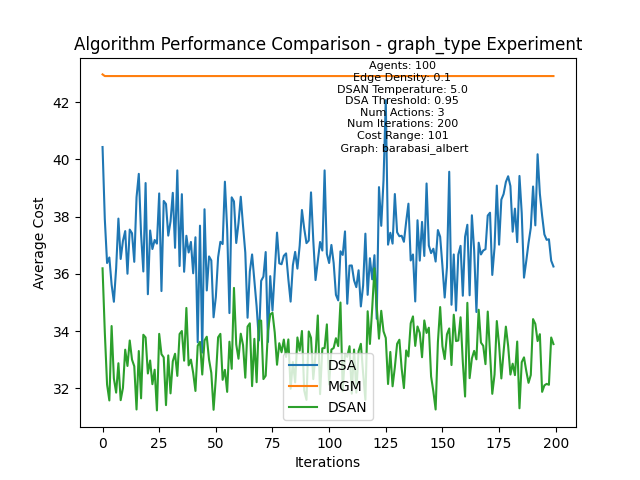 Algorithm Performance Comparison - graph_type Experiment
Agents: 100
Edge Density: 0.1
DSAN Temperature: 5.0
DSA Threshold: 0.95
Num Actions: 3
Num Iterations: 200
Cost Range: 101
Graph: barabasi_albert
42
40
38
36
34
32
Average Cost
DSA
MGM
DSAN
0
25
50
75
100
125
150
175
200
Iterations